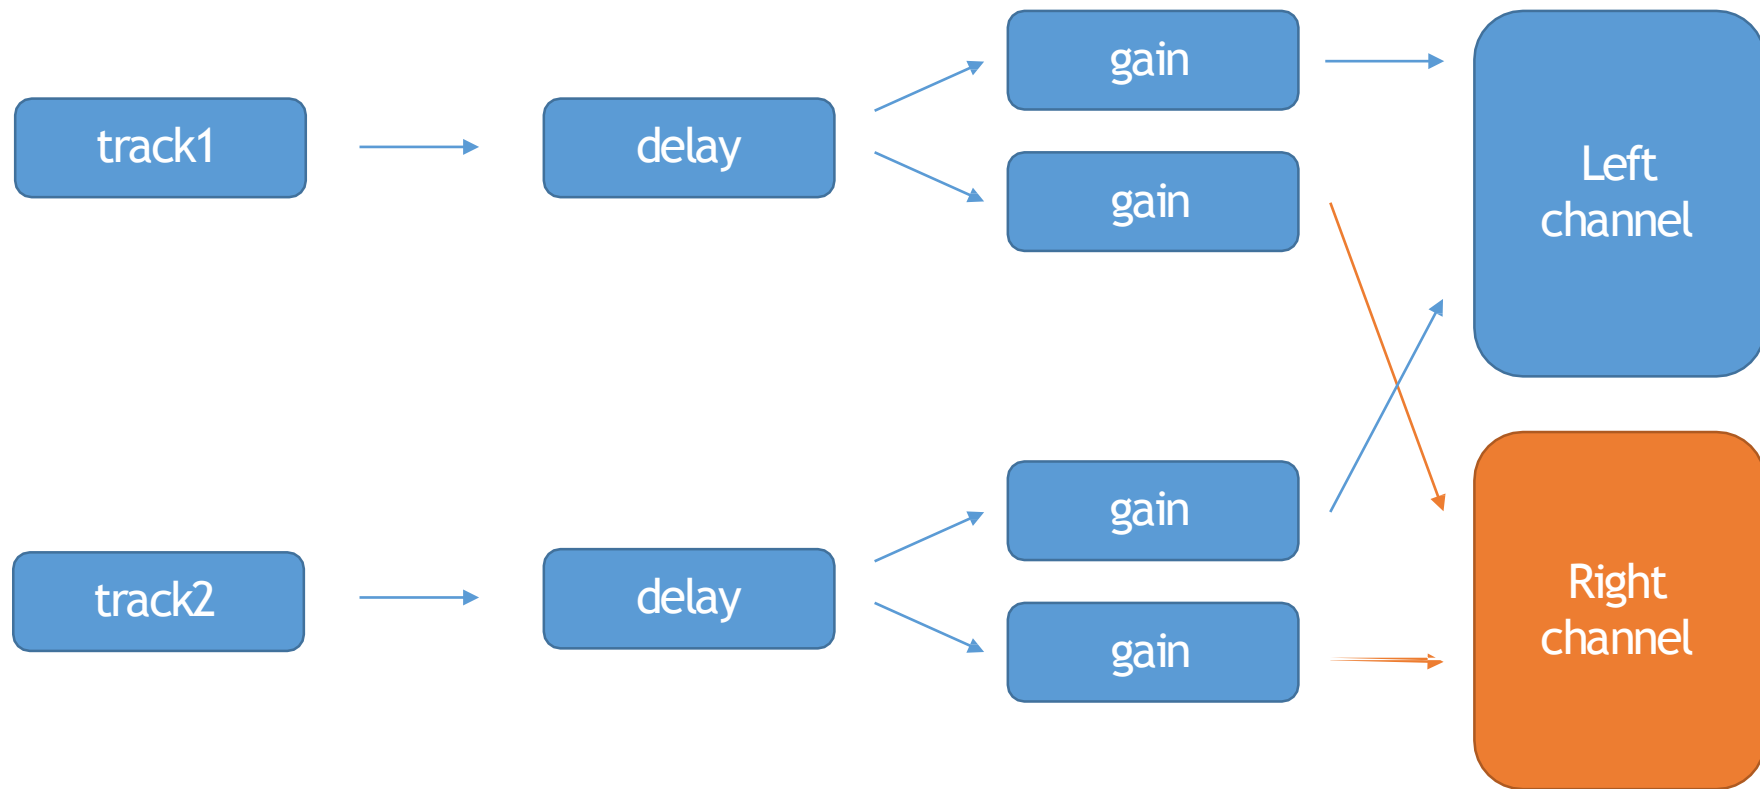 track1
delay
gain
gain
Left
channel
track2
delay
gain
gain
Right
channel